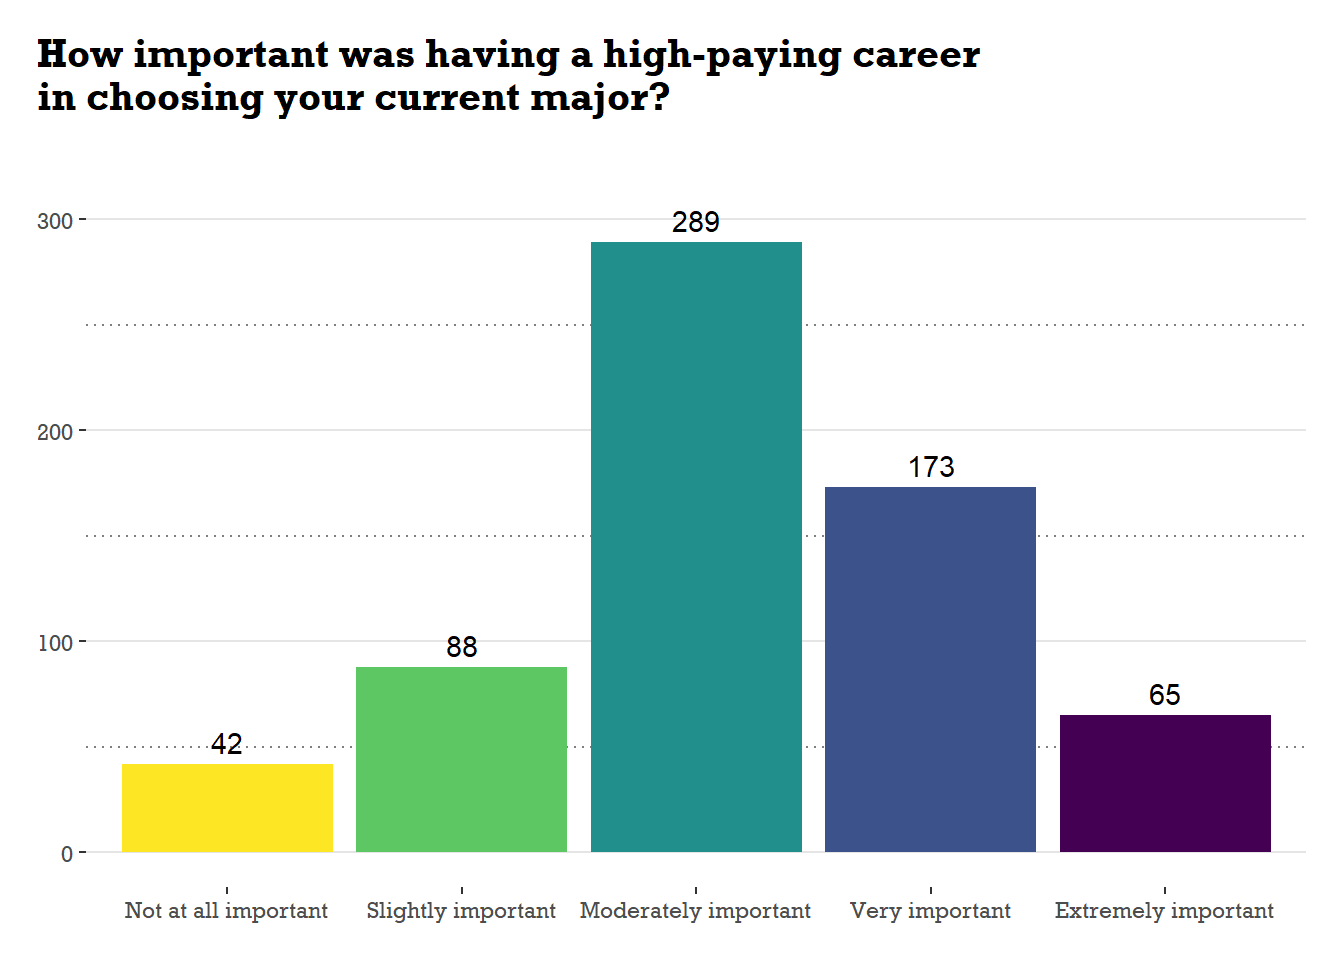 How important was having a high-paying career
in choosing your current major?
300
289
200
173
100
88
65
42
0
Not at all important
Slightly important
Moderately important
Very important
Extremely important